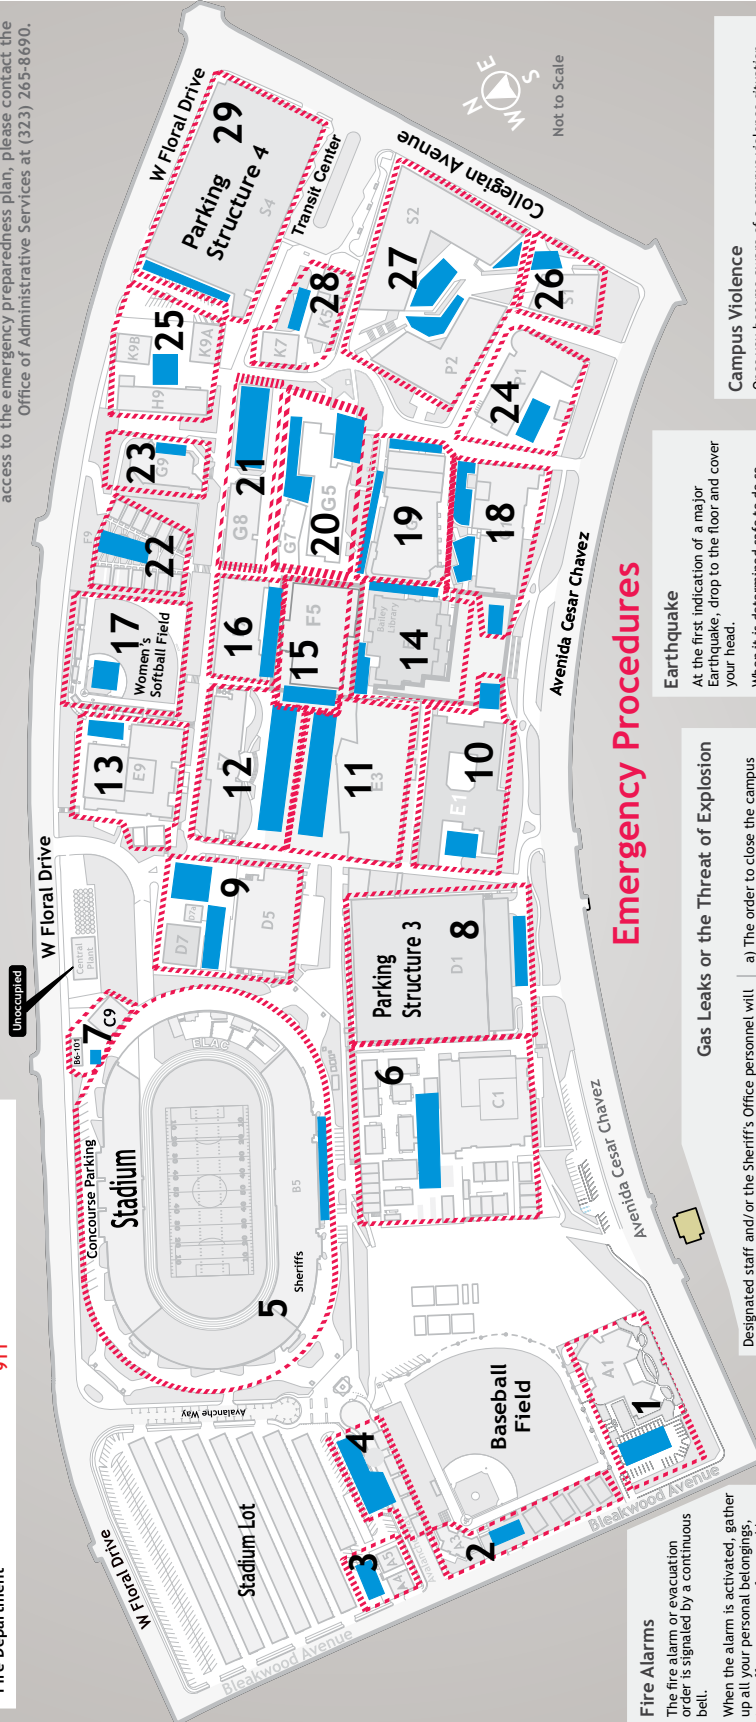 access to the emergency preparedness plan, please contact the
Office of Administrative Services at (323) 265-8690.
911
W Floral Drive
W Floral Drive
W Floral Drive
Collegian Avenue
Transit Center
N
E
S
W
Not to Scale
29
Parking
Structure 4
S4
28
K7
K5
27
S2
P2
26
S1
25
K9B
K9A
H9
24
P1
23
G9
22
F9
21
G8
20
G7
G5
19
18
17
Women's
Softball Field
16
15
F5
14
Bailey
Library
13
E9
12
11
E3
10
E1
9
D7
D5
8
Parking
Structure 3
D1
7
C9
B6-101
Central
Plant
Unoccupied
6
C1
5
Stadium
Concourse Parking
ELAC
B5
Sheriffs
Avalanche Way
4
3
A4
A5
2
1
A1
Baseball
Field
Stadium Lot
Bleakwood Avenue
Bleakwood Avenue
Avenida Cesar Chavez
Avenida Cesar Chavez
Emergency Procedures
Fire Alarms
The fire alarm or evacuation
order is signaled by a continuous
bell.
When the alarm is activated, gather
up all your personal belongings,
Gas Leaks or the Threat of Explosion
Designated staff and/or the Sheriff's Office personnel will
a) The order to close the campus
Earthquake
At the first indication of a major
Earthquake, drop to the floor and cover
your head.
Campus Violence